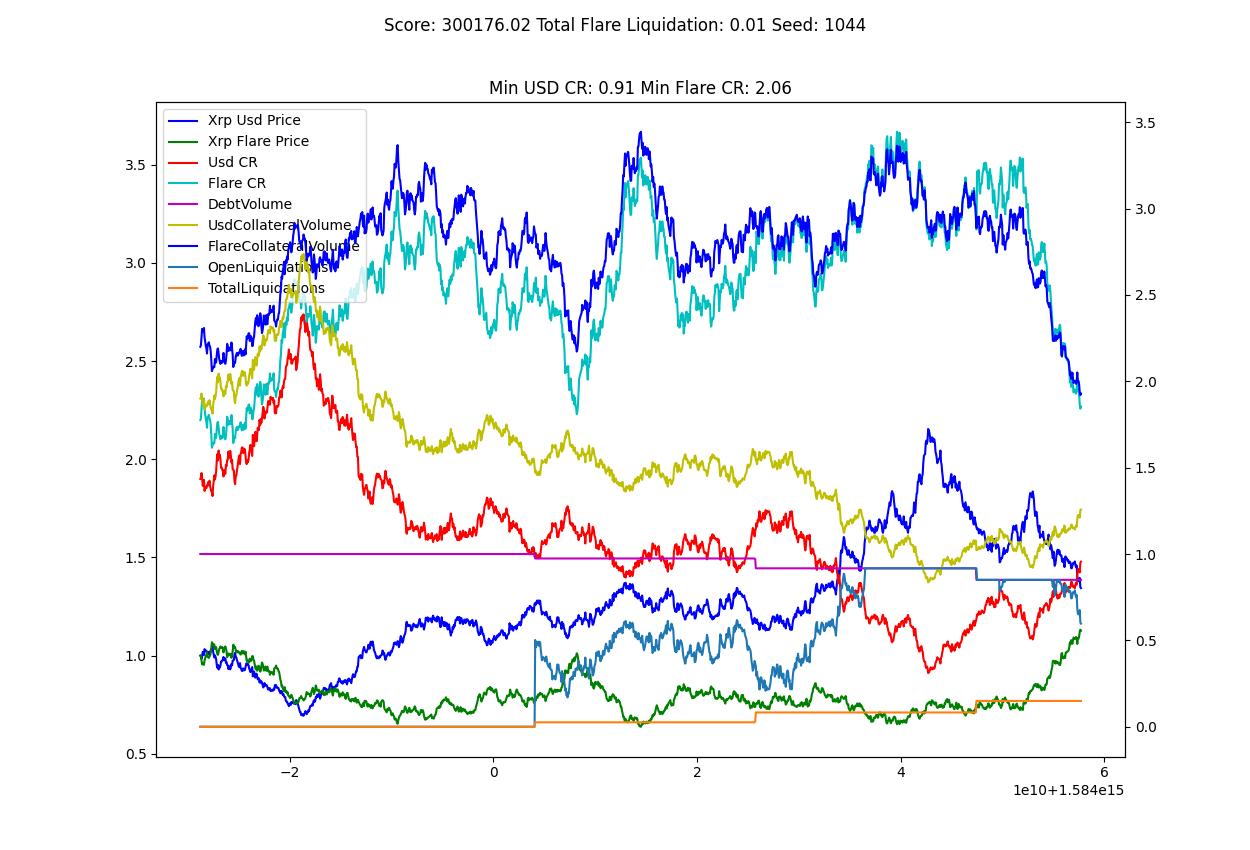 Score: 300176.02 Total Flare Liquidation: 0.01 Seed: 1044
Min USD CR: 0.91 Min Flare CR: 2.06
Xrp Usd Price
Xrp Flare Price
Usd CR
Flare CR
DebtVolume
UsdCollateralVolume
FlareCollateralVolume
OpenLiquidations
TotalLiquidations
3.5
3.0
2.5
2.0
1.5
1.0
0.5
3.5
3.0
2.5
2.0
1.5
1.0
0.5
0.0
−2 0 2 4 6
1e10+1.584e15